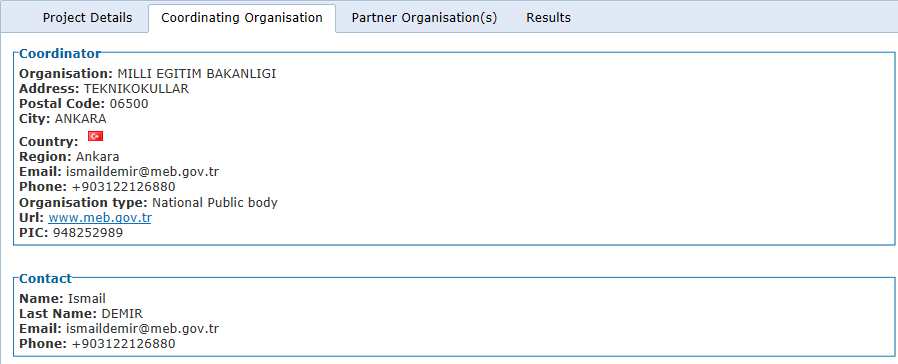 Project Details Coordinating Organisation Partner Organisation(s) Results
Coordinator
Organisation: MILLI EGITIM BAKANLIGI
Address: TEKNIKOKULLAR
Postal Code: 06500
City: ANKARA
Country:
Region: Ankara
Email: ismaildemir@meb.gov.tr
Phone: +903122126880
Organisation type: National Public body
Url: www.meb.gov.tr
PIC: 948252989
Contact
Name: Ismail
Last Name: DEMIR
Email: ismaildemir@meb.gov.tr
Phone: +903122126880